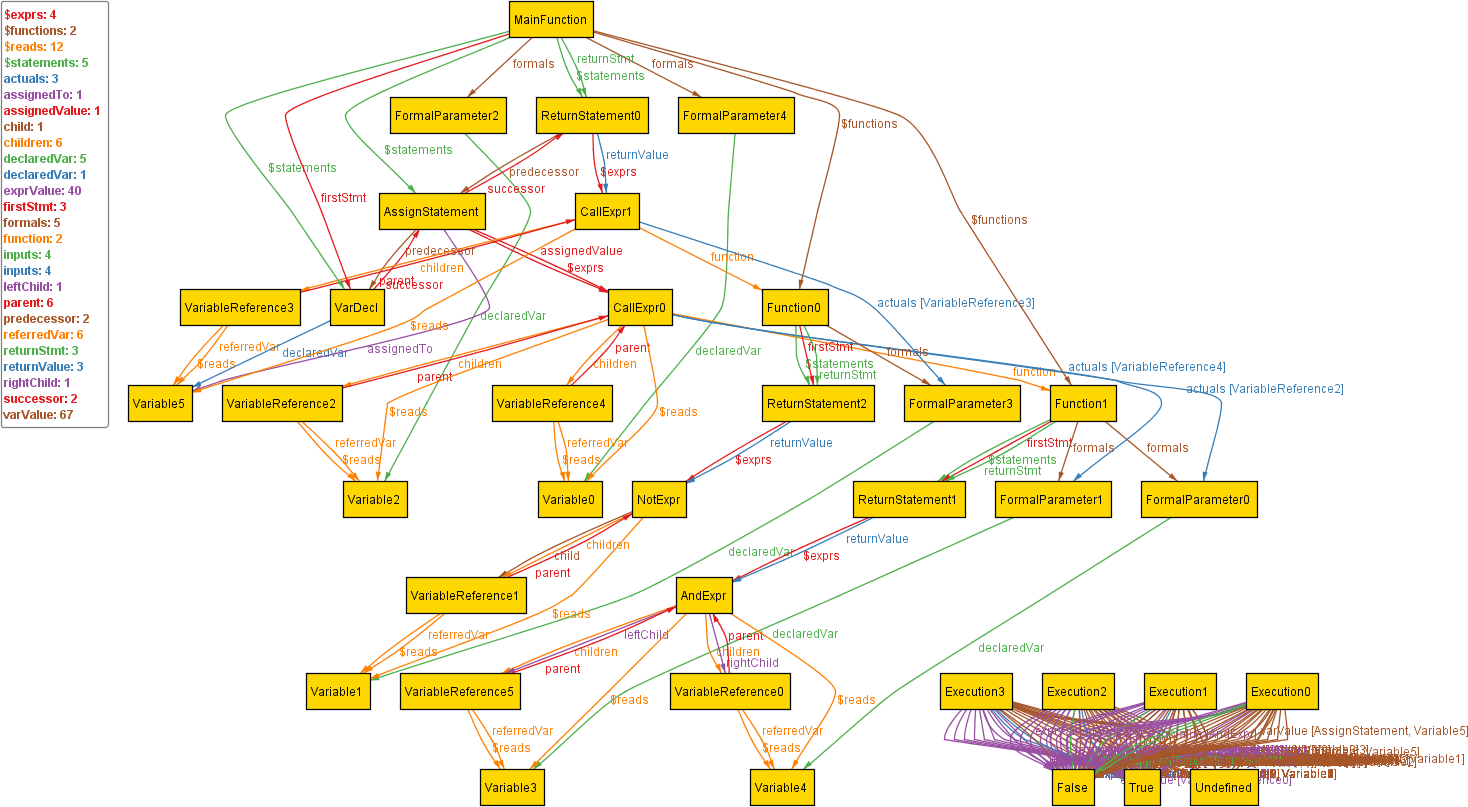 $exprs: 4
$functions: 2
$reads: 12
$statements: 5
actuals: 3
assignedTo: 1
assignedValue: 1
child: 1
children: 6
declaredVar: 5
declaredVar: 1
exprValue: 40
firstStmt: 3
formals: 5
function: 2
inputs: 4
inputs: 4
leftChild: 1
parent: 6
predecessor: 2
referredVar: 6
returnStmt: 3
returnValue: 3
rightChild: 1
successor: 2
varValue: 67
MainFunction
returnStmt
formals
formals
$statements
FormalParameter2
ReturnStatement0
FormalParameter4
$functions
$statements
returnValue
$statements
predecessor
$exprs
successor
firstStmt
AssignStatement
CallExpr1
$functions
predecessor
assignedValue
function
children
$exprs
parent
successor
VariableReference3
VarDecl
CallExpr0
Function0
actuals [VariableReference3]
declaredVar
$reads
referredVar
declaredVar
assignedTo
declaredVar
firstStmt
formals
$reads
parent
children
parent
children
$statements
returnStmt
function
actuals [VariableReference4]
actuals [VariableReference2]
Variable5
VariableReference2
VariableReference4
ReturnStatement2
FormalParameter3
Function1
$reads
$reads
referredVar
$reads
referredVar
$reads
returnValue
$exprs
firstStmt
formals
formals
$statements
returnStmt
Variable2
Variable0
NotExpr
ReturnStatement1
FormalParameter1
FormalParameter0
children
child
parent
declaredVar
returnValue
$exprs
VariableReference1
AndExpr
$reads
referredVar
$reads
leftChild
children
parent
parent
children
rightChild
declaredVar
declaredVar
Variable1
VariableReference5
VariableReference0
Execution3
Execution2
Execution1
Execution0
$reads
$reads
referredVar
$reads
referredVar
$reads
varValue [AssignStatement, Variable5]
Variable3
Variable4
False
True
Undefined